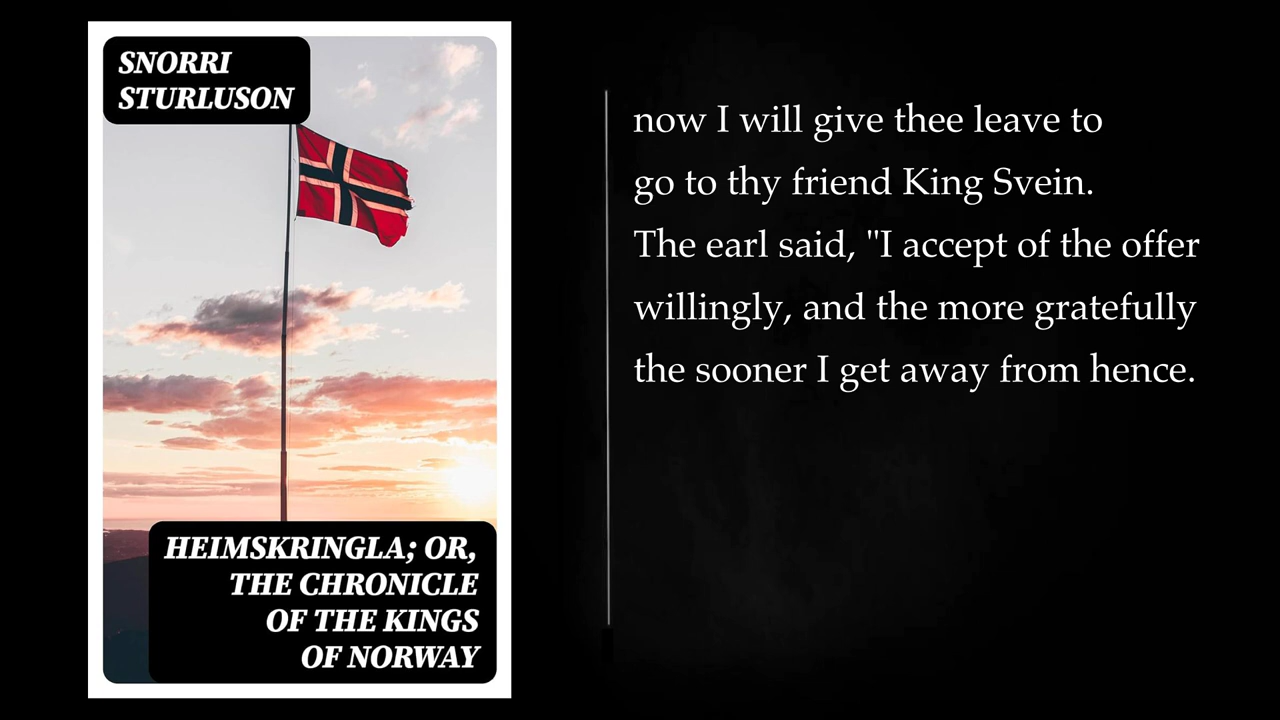 SNORRI
STURLUSON
HEIMSKRINGLA; OR,
THE CHRONICLE
OF THE KINGS
OF NORWAY
now I will give thee leave to
go to thy friend King Svein.
The earl said, "I accept of the offer
willingly, and the more gratefully
the sooner I get away from hence.